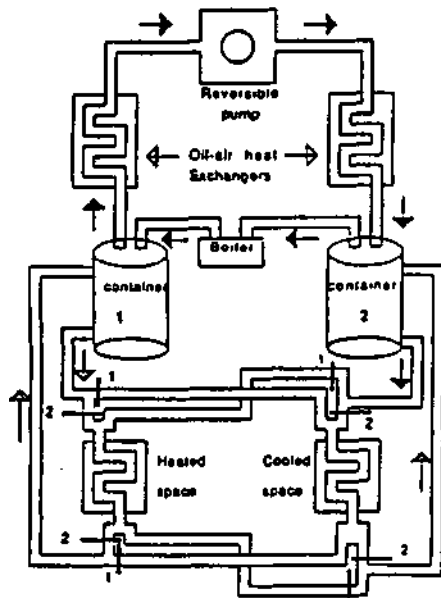 Reversible
pump
Oil-air heat
Exchangers
Boiler
container
1
container
2
1
2
1
2
Heated
space
Cooled
space
2
1
2
1